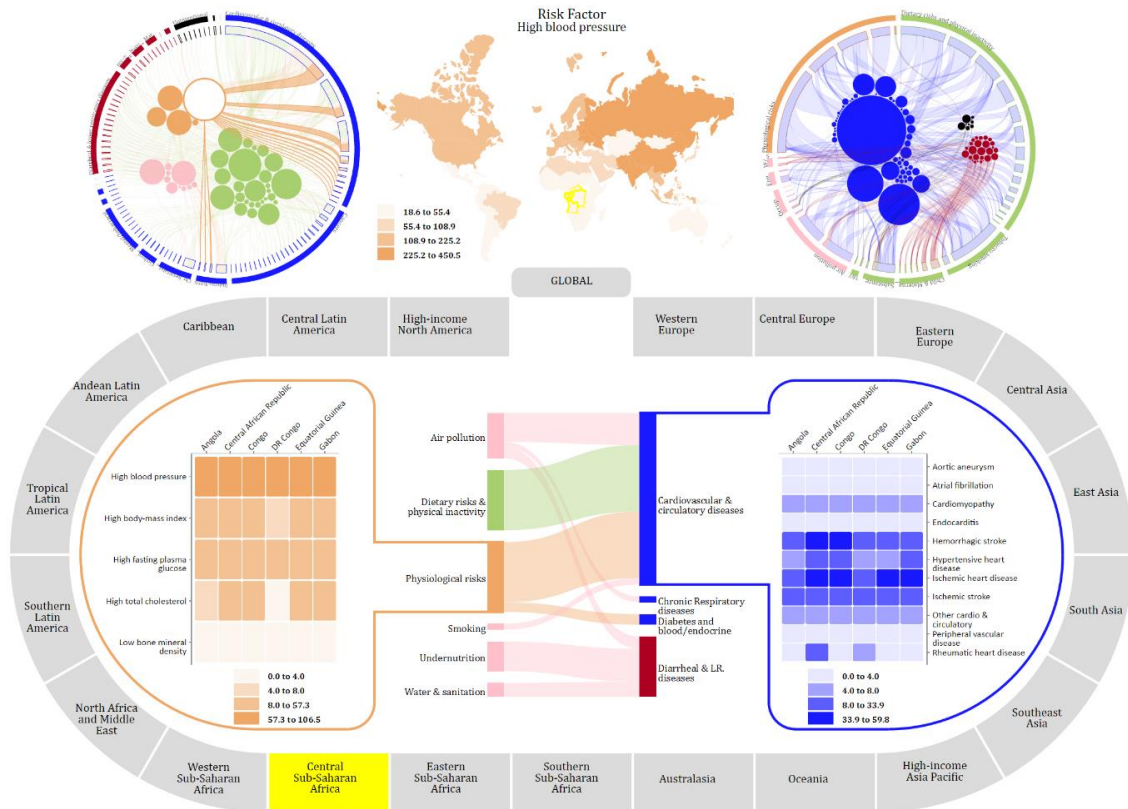 Risk Factor
High blood pressure
18.6 to 55.4
55.4 to 108.9
108.9 to 225.2
225.2 to 450.5
GLOBAL
Caribbean
Central Latin
America
High-income
North America
Western
Europe
Central Europe
Eastern
Europe
Andean Latin
America
Central Asia
Tropical
Latin
America
East Asia
Southern
Latin
America
South Asia
North Africa
and Middle
East
Southeast
Asia
Western
Sub-Saharan
Africa
Central
Sub-Saharan
Africa
Eastern
Sub-Saharan
Africa
Southern
Sub-Saharan
Africa
Australasia
Oceania
High-income
Asia Pacific
Angola
Central African Republic
Congo
DR Congo
Equatorial Guinea
Gabon
High blood pressure
High body-mass index
High fasting plasma
glucose
High total cholesterol
Low bone mineral
density
0.0 to 4.0
4.0 to 8.0
8.0 to 57.3
57.3 to 106.5
Air pollution
Dietary risks &
physical inactivity
Physiological risks
Smoking
Undernutrition
Water & sanitation
Cardiovascular &
circulatory diseases
Chronic Respiratory
diseases
Diabetes and
blood/endocrine
Diarrheal & LR.
diseases
Angola
Central African Republic
Congo
DR Congo
Equatorial Guinea
Gabon
Aortic aneurysm
Atrial fibrillation
Cardiomyopathy
Endocarditis
Hemorrhagic stroke
Hypertensive heart
disease
Ischemic heart disease
Ischemic stroke
Other cardio &
circulatory
Peripheral vascular
disease
Rheumatic heart disease
0.0 to 4.0
4.0 to 8.0
8.0 to 33.9
33.9 to 59.8